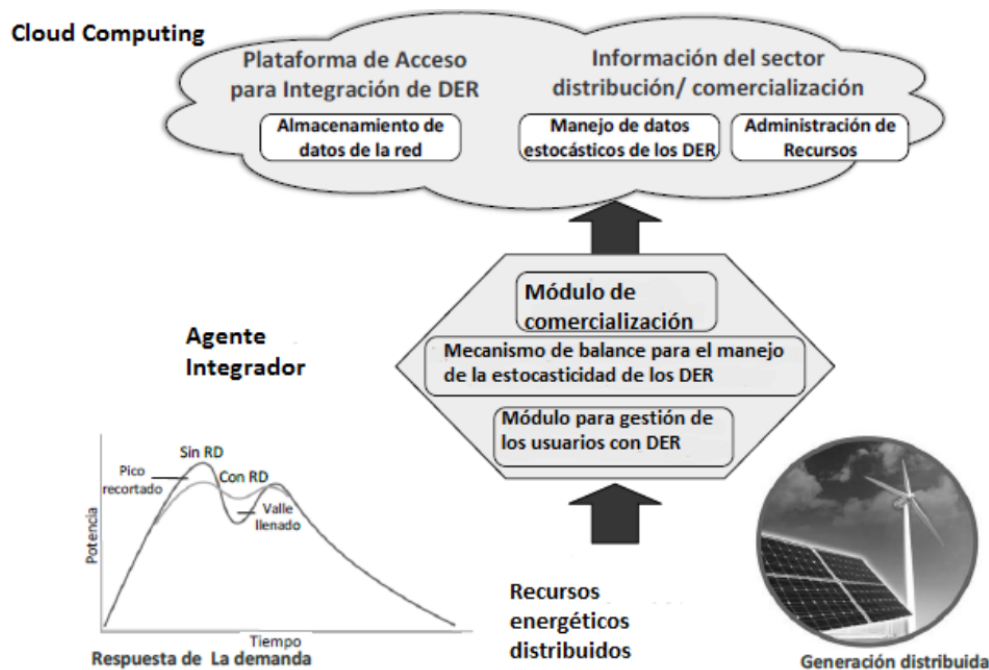 Cloud Computing
Plataforma de Acceso
para Integración de DER
Información del sector
distribución/ comercialización
Almacenamiento de
datos de la red
Manejo de datos
estocásticos de los DER
Administración de
Recursos
Módulo de
comercialización
Agente
Integrador
Mecanismo de balance para el manejo
de la estocasticidad de los DER
Módulo para gestión de
los usuarios con DER
Sin RD
Pico
recortado
Con RD
Valle
llenado
Potencia
Tiempo
Respuesta de La demanda
Recursos
energéticos
distribuidos
Generación distribuida